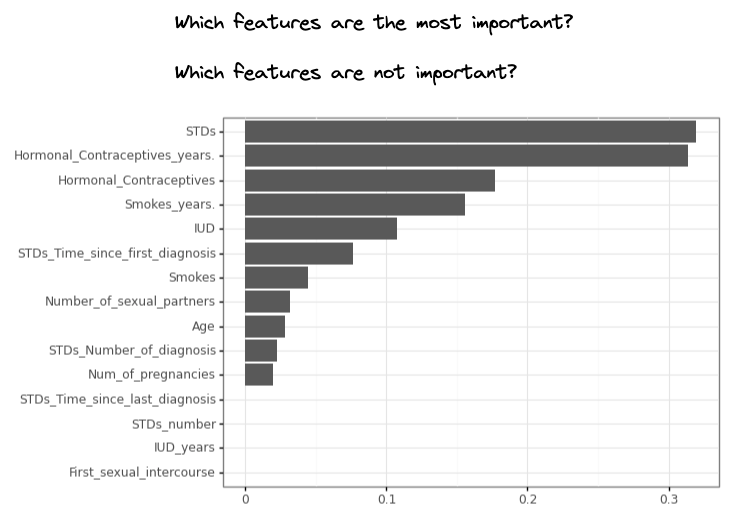 Which features are the most important?
Which features are not important?
STDs
Hormonal_Contraceptives_years.
Hormonal_Contraceptives
Smokes_years.
IUD
STDs_Time_since_first_diagnosis
Smokes
Number_of_sexual_partners
Age
STDs_Number_of_diagnosis
Num_of_pregnancies
STDs_Time_since_last_diagnosis
STDs_number
IUD_years
First_sexual_intercourse
0 0.1 0.2 0.3